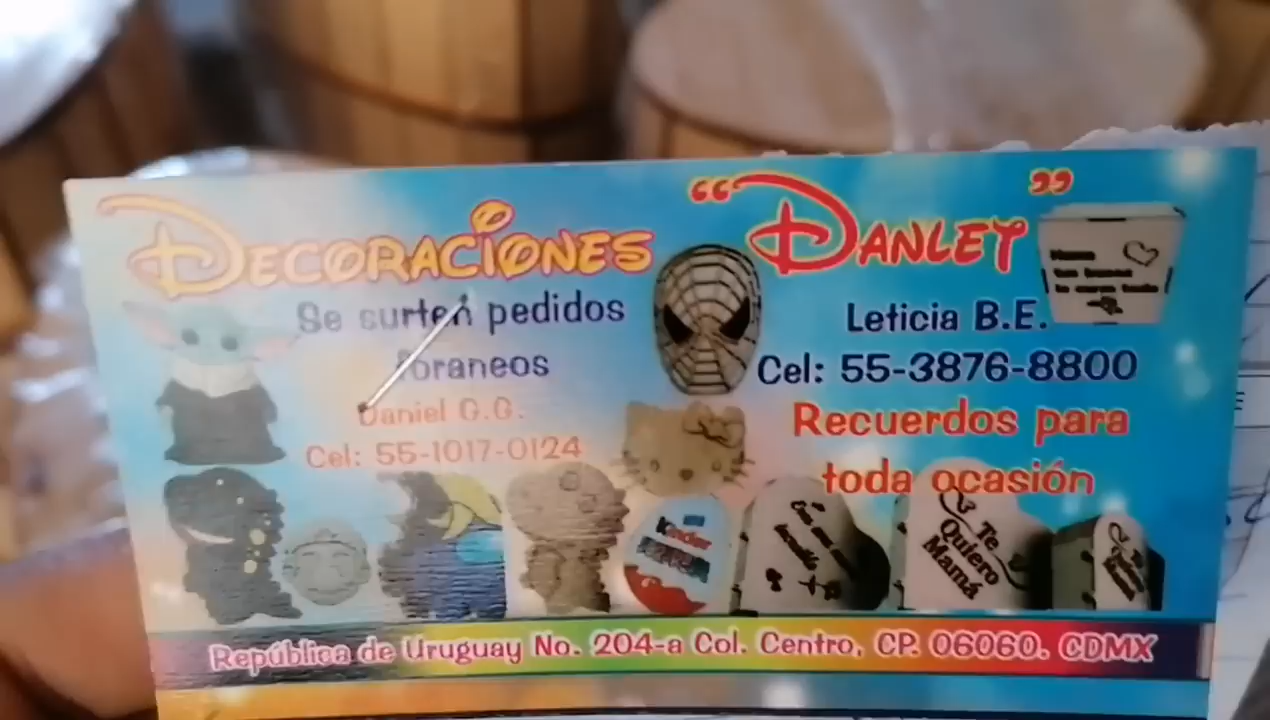 Decoraciones "Danlet"
Se surten pedidos
foraneos
Daniel G.G.
Cel: 55-1017-0124
Leticia B.E.
Cel: 55-3876-8800
Recuerdos para
toda ocasión
Kinder
Te
Quiero
Mamá
República de Uruguay No. 204-a Col. Centro, CP. 06060. CDMX